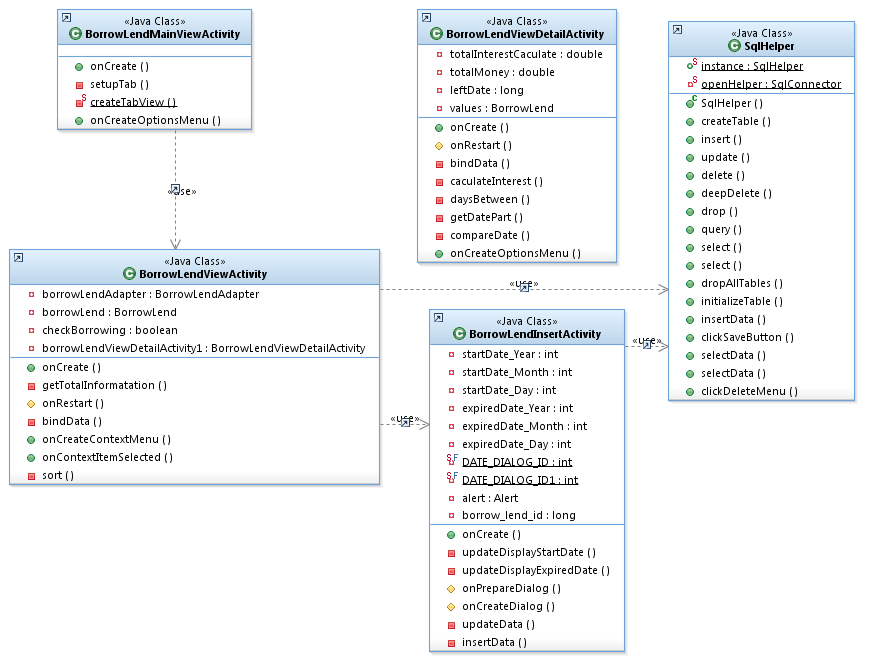 «Java Class»
BorrowLendMainViewActivity
onCreate ( )
setupTab ( )
createTabView ( )
onCreateOptionsMenu ( )
«use»
«Java Class»
BorrowLendViewDetailActivity
totalInterestCaculate : double
totalMoney : double
leftDate : long
values : BorrowLend
onCreate ( )
onRestart ( )
bindData ( )
caculateInterest ( )
daysBetween ( )
getDatePart ( )
compareDate ( )
onCreateOptionsMenu ( )
«Java Class»
SqlHelper
instance : SqlHelper
openHelper : SqlConnector
SqlHelper ( )
createTable ( )
insert ( )
update ( )
delete ( )
deepDelete ( )
drop ( )
query ( )
select ( )
select ( )
dropAllTables ( )
initializeTable ( )
insertData ( )
clickSaveButton ( )
selectData ( )
selectData ( )
clickDeleteMenu ( )
«Java Class»
BorrowLendViewActivity
borrowLendAdapter : BorrowLendAdapter
borrowLend : BorrowLend
checkBorrowing : boolean
borrowLendViewDetailActivity1 : BorrowLendViewDetailActivity
onCreate ( )
getTotalInformatation ( )
onRestart ( )
bindData ( )
onCreateContextMenu ( )
onContextItemSelected ( )
sort ( )
«use»
«use»
«use»
«Java Class»
BorrowLendInsertActivity
startDate_Year : int
startDate_Month : int
startDate_Day : int
expiredDate_Year : int
expiredDate_Month : int
expiredDate_Day : int
DATE_DIALOG_ID : int
DATE_DIALOG_ID1 : int
alert : Alert
borrow_lend_id : long
onCreate ( )
updateDisplayStartDate ( )
updateDisplayExpiredDate ( )
onPrepareDialog ( )
onCreateDialog ( )
updateData ( )
insertData ( )